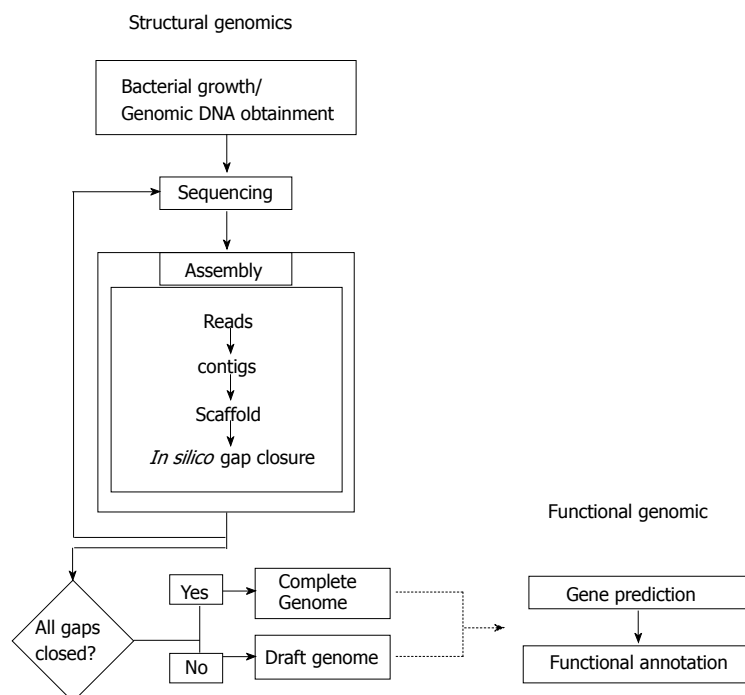 Structural genomics
Bacterial growth/
Genomic DNA obtainment
Sequencing
Assembly
Reads
contigs
Scaffold
In silico gap closure
Functional genomic
All gaps
closed?
Yes
No
Complete
Genome
Draft genome
Gene prediction
Functional annotation